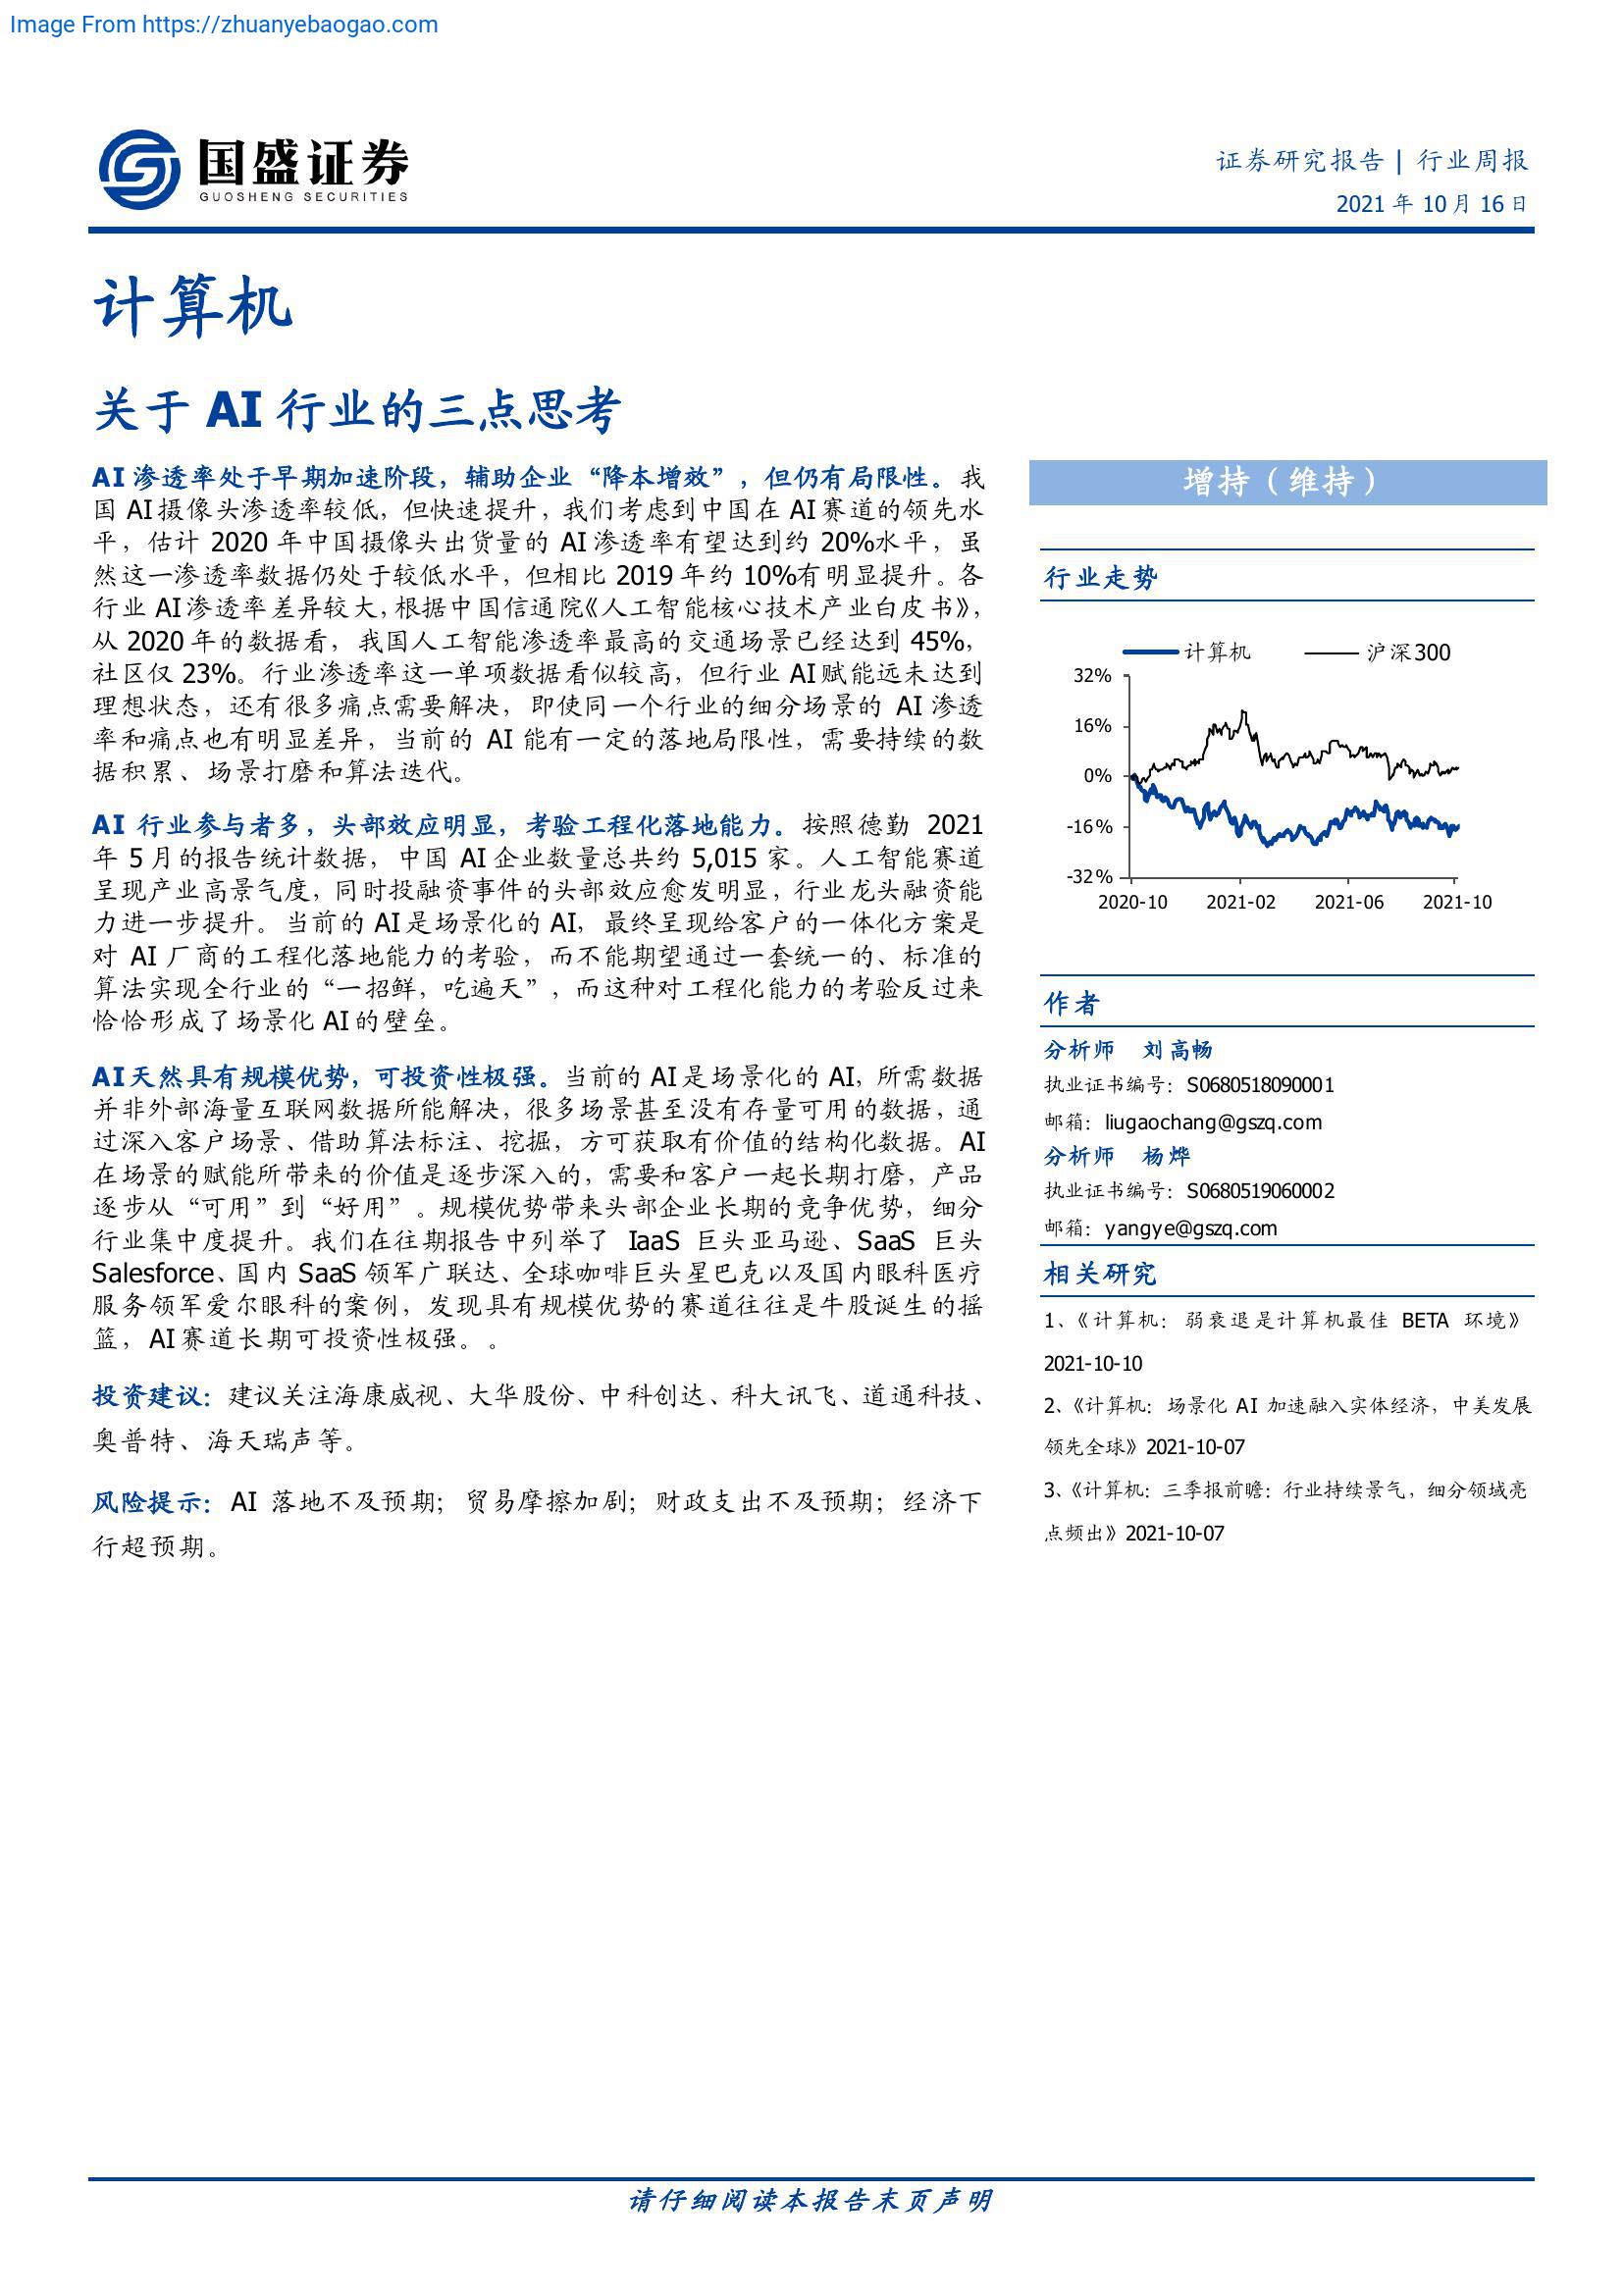 Image From https://zhuanyebaogao.com
国盛证券
GUOSHENG SECURITIES
证券研究报告 | 行业周报
2021 年 10 月 16 日
计算机
关于 AI 行业的三点思考
AI 渗透率处于早期加速阶段，辅助企业“降本增效”，但仍有局限性。我
国 AI 摄像头渗透率较低，但快速提升，我们考虑到中国在 AI 赛道的领先水
平，估计 2020 年中国摄像头出货量的 AI 渗透率有望达到约 20%水平，虽
然这一渗透率数据仍处于较低水平，但相比 2019 年约 10%有明显提升。各
行业 AI 渗透率差异较大，根据中国信通院《人工智能核心技术产业白皮书》，
从 2020 年的数据看，我国人工智能渗透率最高的交通场景已经达到 45%，
社区仅 23%。行业渗透率这一单项数据看似较高，但行业 AI 赋能远未达到
理想状态，还有很多痛点需要解决，即使同一个行业的细分场景的 AI 渗透
率和痛点也有明显差异，当前的 AI 能有一定的落地局限性，需要持续的数
据积累、场景打磨和算法迭代。
AI 行业参与者多，头部效应明显，考验工程化落地能力。按照德勤 2021
年 5 月的报告统计数据，中国 AI 企业数量总共约 5,015 家。人工智能赛道
呈现产业高景气度，同时投融资事件的头部效应愈发明显，行业龙头融资能
力进一步提升。当前的 AI 是场景化的 AI，最终呈现给客户的一体化方案是
对 AI 厂商的工程化落地能力的考验，而不能期望通过一套统一的、标准的
算法实现全行业的“一招鲜，吃遍天”，而这种对工程化能力的考验反过来
恰恰形成了场景化 AI 的壁垒。
AI 天然具有规模优势，可投资性极强。当前的 AI 是场景化的 AI，所需数据
并非外部海量互联网数据所能解决，很多场景甚至没有存量可用的数据，通
过深入客户场景、借助算法标注、挖掘，方可获取有价值的结构化数据。AI
在场景的赋能所带来的价值是逐步深入的，需要和客户一起长期打磨，产品
逐步从“可用”到“好用”。规模优势带来头部企业长期的竞争优势，细分
行业集中度提升。我们在往期报告中列举了 IaaS 巨头亚马逊、SaaS 巨头
Salesforce、国内 SaaS 领军广联达、全球咖啡巨头星巴克以及国内眼科医疗
服务领军爱尔眼科的案例，发现具有规模优势的赛道往往是牛股诞生的摇
篮，AI 赛道长期可投资性极强。。
投资建议：建议关注海康威视、大华股份、中科创达、科大讯飞、道通科技、
奥普特、海天瑞声等。
风险提示：AI 落地不及预期；贸易摩擦加剧；财政支出不及预期；经济下
行超预期。
增持（维持）
行业走势
计算机 沪深300
32%
16%
0%
-16%
-32%
2020-10 2021-02 2021-06 2021-10
作者
分析师 刘高畅
执业证书编号：S0680518090001
邮箱：liugaochang@gszq.com
分析师 杨烨
执业证书编号：S0680519060002
邮箱：yangye@gszq.com
相关研究
1、《计算机：弱衰退是计算机最佳 BETA 环境》
2021-10-10
2、《计算机：场景化 AI 加速融入实体经济，中美发展
领先全球》2021-10-07
3、《计算机：三季报前瞻：行业持续景气，细分领域亮
点频出》2021-10-07
请仔细阅读本报告末页声明